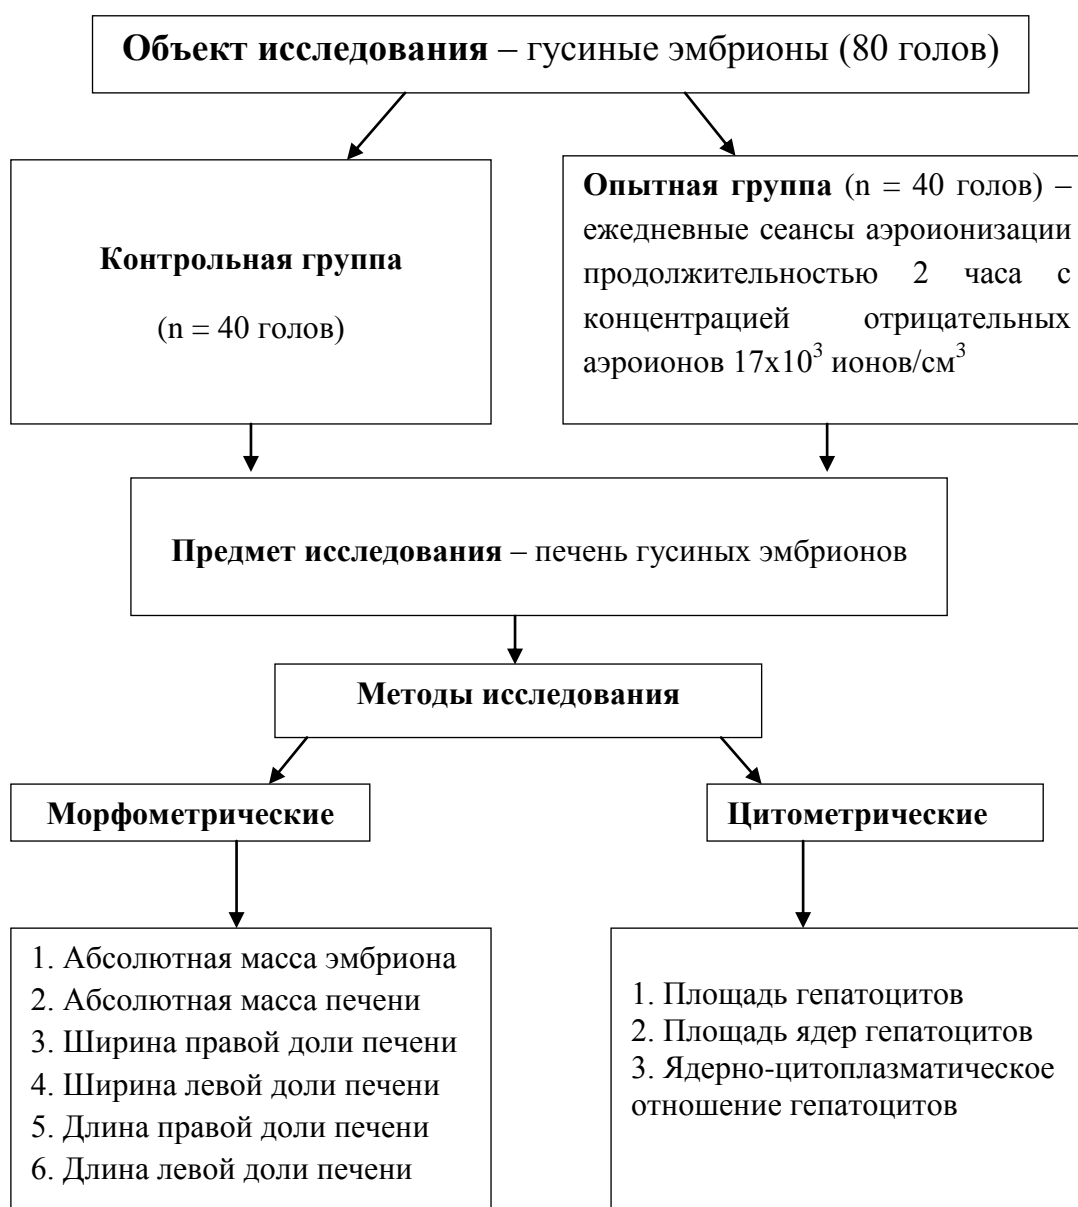 Объект исследования – гусиные эмбрионы (80 голов)
Контрольная группа
(n = 40 голов)
Опытная группа (n = 40 голов) –
ежедневные сеансы аэроионизации
продолжительностью 2 часа с
концентрацией отрицательных
аэроионов 17х10³ ионов/см³
Предмет исследования – печень гусиных эмбрионов
Методы исследования
Морфометрические
Цитометрические
1. Абсолютная масса эмбриона
2. Абсолютная масса печени
3. Ширина правой доли печени
4. Ширина левой доли печени
5. Длина правой доли печени
6. Длина левой доли печени
1. Площадь гепатоцитов
2. Площадь ядер гепатоцитов
3. Ядерно-цитоплазматическое
отношение гепатоцитов